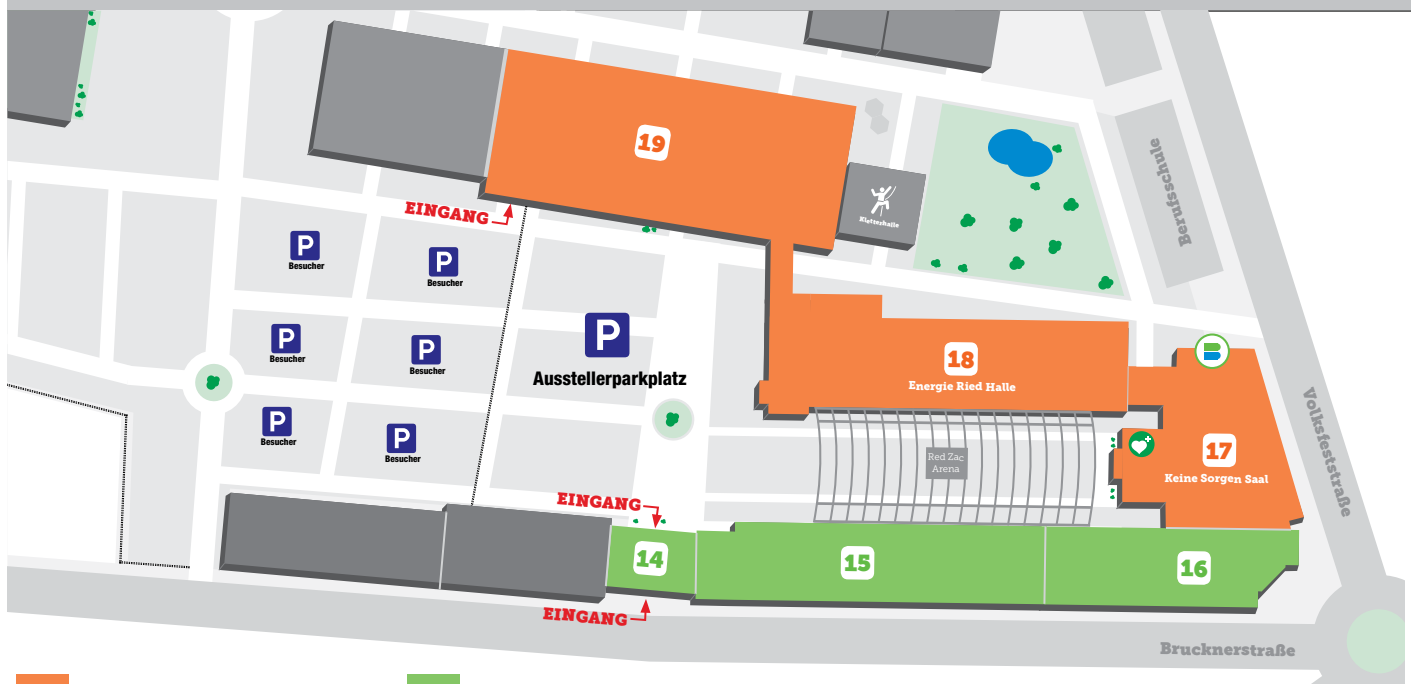 19
EINGANG
Kletterhalle
Berufsschule
P
Besucher
P
Besucher
P
Besucher
P
Besucher
P
Besucher
P
Besucher
P
Ausstellerparkplatz
18
Energie Ried Halle
B
17
Keine Sorgen Saal
Volksfeststraße
Red Zac
Arena
EINGANG
14
15
16
EINGANG
Brucknerstraße